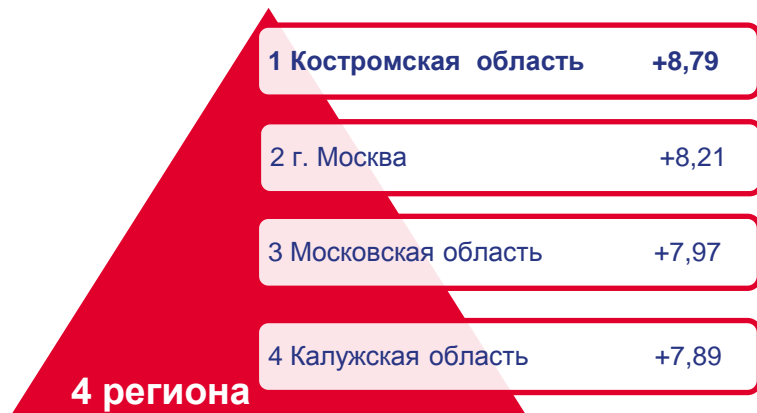 1 Костромская область +8,79
2 г. Москва +8,21
3 Московская область +7,97
4 Калужская область +7,89
4 региона